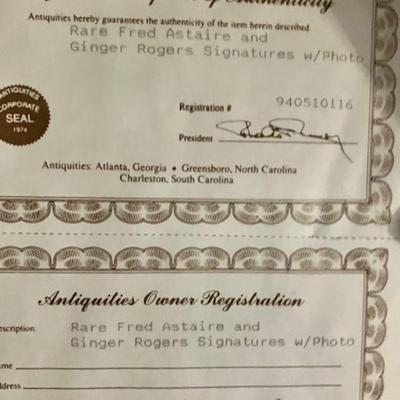 Authenticity
Antiquities hereby guarantees the authenticity of the item herein described
Rare Fred Astaire and
Ginger Rogers Signatures w/Photo
ANTIQUITIES
CORPORATE
SEAL
1974
Registration # 940510116
President
Antiquities: Atlanta, Georgia • Greensboro, North Carolina
Charleston, South Carolina
Antiquities Owner Registration
escription: Rare Fred Astaire and
Ginger Rogers Signatures w/Photo
ame
ddress